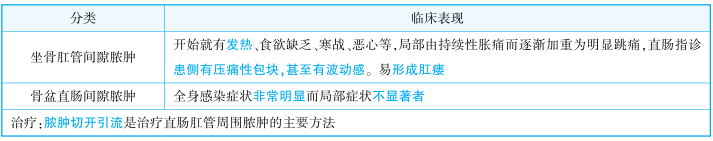 分类 临床表现
坐骨肛管间隙脓肿 开始就有发热、食欲缺乏、寒战、恶心等,局部由持续性胀痛而逐渐加重为明显跳痛,直肠指诊
患侧有压痛性包块,甚至有波动感。易形成肛瘘
骨盆直肠间隙脓肿 全身感染症状非常明显而局部症状不显著者
治疗:脓肿切开引流是治疗直肠肛管周围脓肿的主要方法